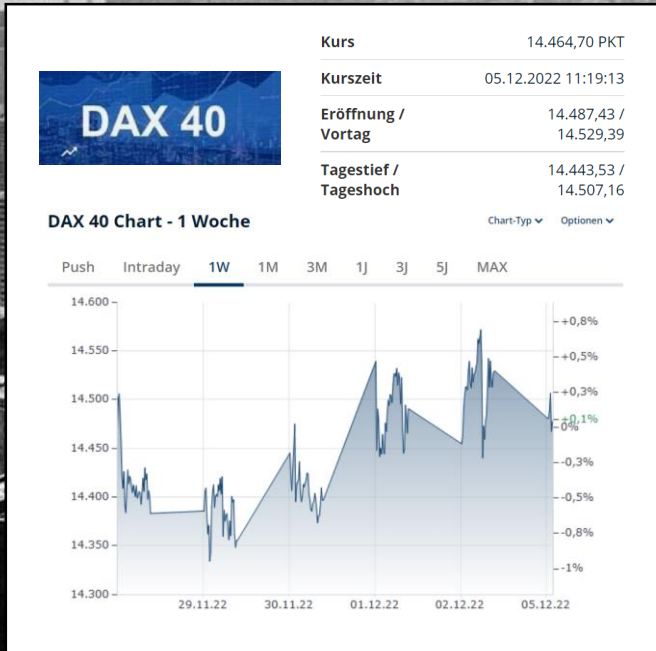 Kurs 14.464,70 PKT
Kurszeit 05.12.2022 11:19:13
DAX 40
Eröffnung / 14.487,43 /
Vortag 14.529,39
Tagestief / 14.443,53 /
Tageshoch 14.507,16
DAX 40 Chart - 1 Woche Chart-Typ Optionen
Push Intraday 1W 1M 3M 1J 3J 5J MAX
14.600
+0,8%
14.550
+0,5%
14.500
+0,3%
+0,1%
0%
14.450
-0,3%
14.400
-0,5%
-0,8%
14.350
-1%
14.300
29.11.22 30.11.22 01.12.22 02.12.22 05.12.22